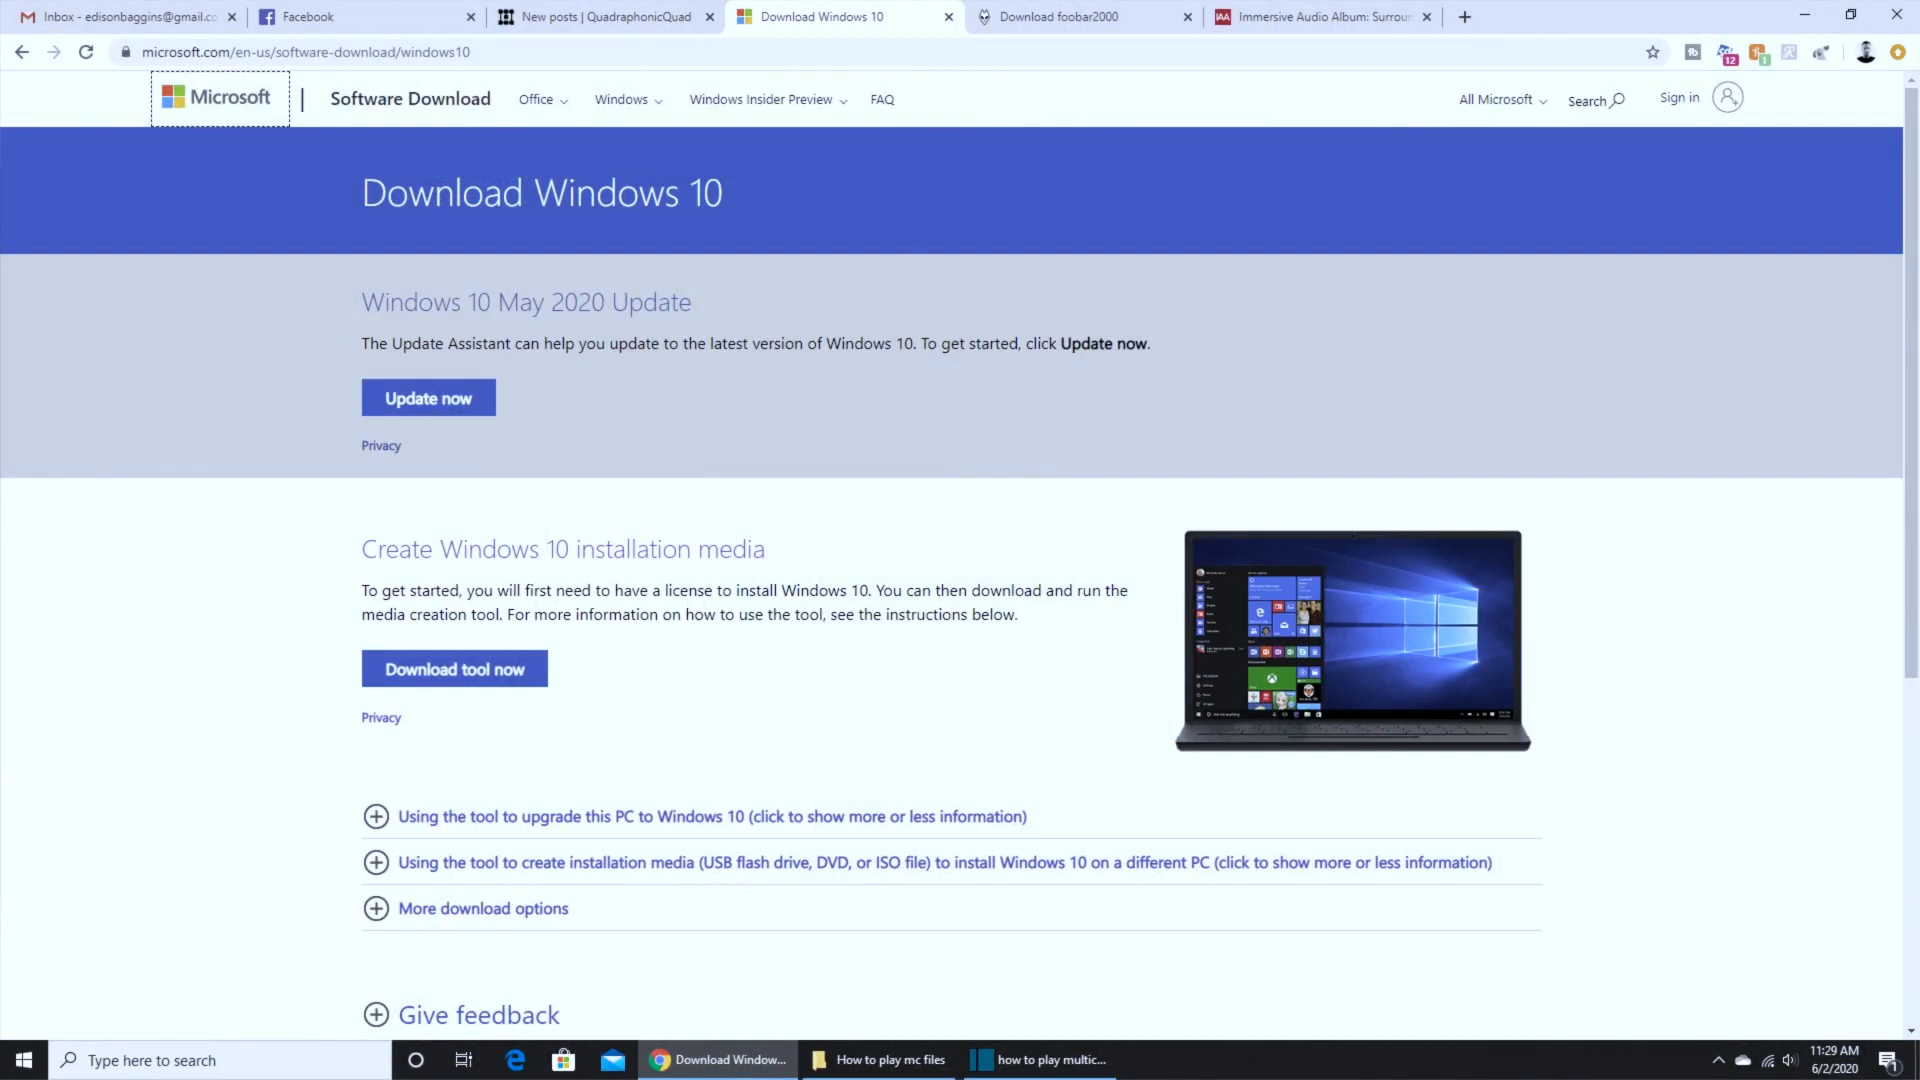 Inbox - edisonbaggins@gmail.co
Facebook
New posts | QuadraphonicQuad
Download Windows 10
Download foobar2000
Immersive Audio Album: Surroun
microsoft.com/en-us/software-download/windows10
12
1
Microsoft
Software Download
Office
Windows
Windows Insider Preview
FAQ
All Microsoft
Search
Sign in
Download Windows 10
Windows 10 May 2020 Update
The Update Assistant can help you update to the latest version of Windows 10. To get started, click Update now.
Update now
Privacy
Create Windows 10 installation media
To get started, you will first need to have a license to install Windows 10. You can then download and run the
media creation tool. For more information on how to use the tool, see the instructions below.
Download tool now
Privacy
Using the tool to upgrade this PC to Windows 10 (click to show more or less information)
Using the tool to create installation media (USB flash drive, DVD, or ISO file) to install Windows 10 on a different PC (click to show more or less information)
More download options
Give feedback
Type here to search
Download Window...
How to play mc files
how to play multic...
11:29 AM
6/2/2020
1